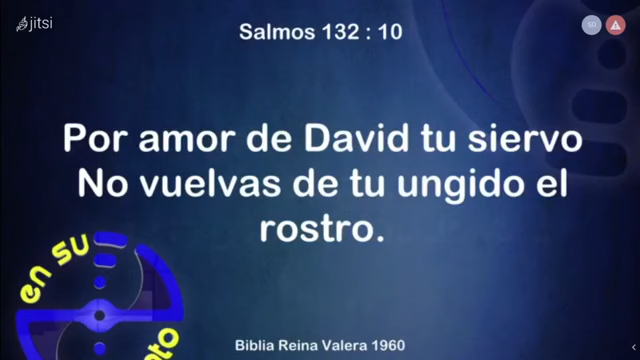 jitsi
Salmos 132 : 10
SD
Por amor de David tu siervo
No vuelvas de tu ungido el
rostro.
en su
Biblia Reina Valera 1960